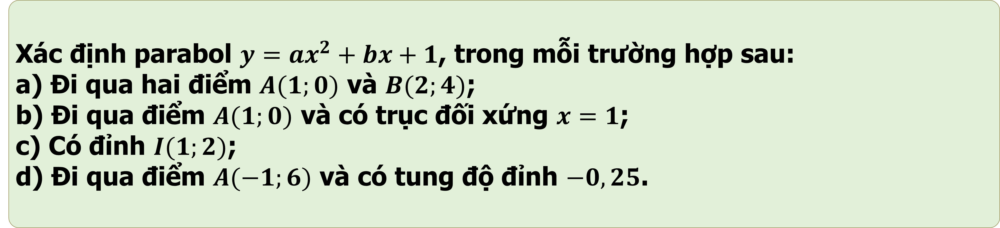 Xác định parabol y = ax² + bx + 1, trong mỗi trường hợp sau:
a) Đi qua hai điểm A(1; 0) và B(2; 4);
b) Đi qua điểm A(1; 0) và có trục đối xứng x = 1;
c) Có đỉnh I(1; 2);
d) Đi qua điểm A(−1; 6) và có tung độ đỉnh −0, 25.